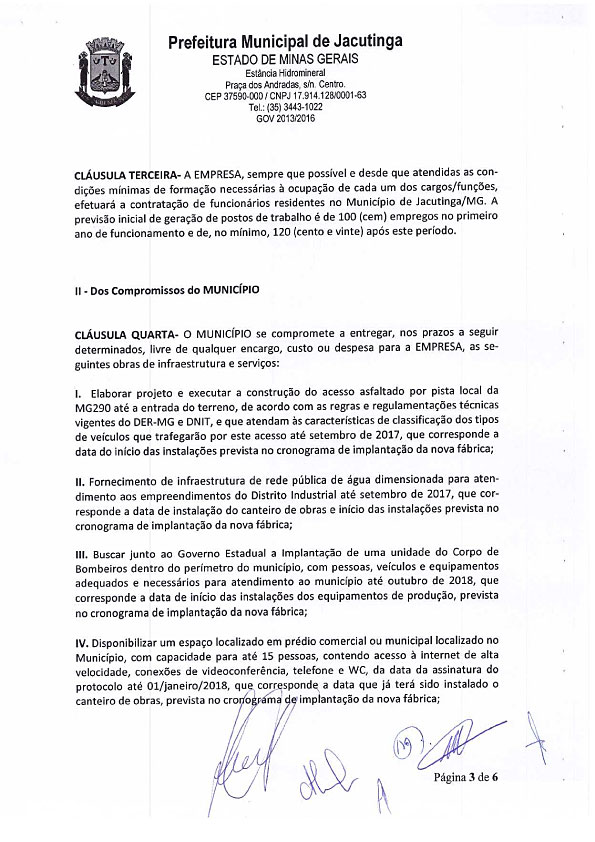 Prefeitura Municipal de Jacutinga
ESTADO DE MINAS GERAIS
Estância Hidromineral
Praça dos Andradas, s/n. Centro.
CEP 37590-000 / CNPJ 17.914.128/0001-63
Tel.: (35) 3443-1022
GOV 2013/2016
CLÁUSULA TERCEIRA- A EMPRESA, sempre que possível e desde que atendidas as con-
dições mínimas de formação necessárias à ocupação de cada um dos cargos/funções,
efetuará a contratação de funcionários residentes no Município de Jacutinga/MG. A
previsão inicial de geração de postos de trabalho é de 100 (cem) empregos no primeiro
ano de funcionamento e de, no mínimo, 120 (cento e vinte) após este período.
II - Dos Compromissos do MUNICÍPIO
CLÁUSULA QUARTA- O MUNICÍPIO se compromete a entregar, nos prazos a seguir
determinados, livre de qualquer encargo, custo ou despesa para a EMPRESA, as se-
guintes obras de infraestrutura e serviços:
I. Elaborar projeto e executar a construção do acesso asfaltado por pista local da
MG290 até a entrada do terreno, de acordo com as regras e regulamentações técnicas
vigentes do DER-MG e DNIT, e que atendam às características de classificação dos tipos
de veículos que trafegarão por este acesso até setembro de 2017, que corresponde a
data do início das instalações prevista no cronograma de implantação da nova fábrica;
II. Fornecimento de infraestrutura de rede pública de água dimensionada para aten-
dimento aos empreendimentos do Distrito Industrial até setembro de 2017, que cor-
responde a data de instalação do canteiro de obras e início das instalações prevista no
cronograma de implantação da nova fábrica;
III. Buscar junto ao Governo Estadual a Implantação de uma unidade do Corpo de
Bombeiros dentro do perímetro do município, com pessoas, veículos e equipamentos
adequados e necessários para atendimento ao município até outubro de 2018, que
corresponde a data de início das instalações dos equipamentos de produção, prevista
no cronograma de implantação da nova fábrica;
IV. Disponibilizar um espaço localizado em prédio comercial ou municipal localizado no
Município, com capacidade para até 15 pessoas, contendo acesso à internet de alta
velocidade, conexões de videoconferência, telefone e WC, da data da assinatura do
protocolo até 01/janeiro/2018, que corresponde a data que já terá sido instalado o
canteiro de obras, prevista no cronograma de implantação da nova fábrica;
Página 3 de 6